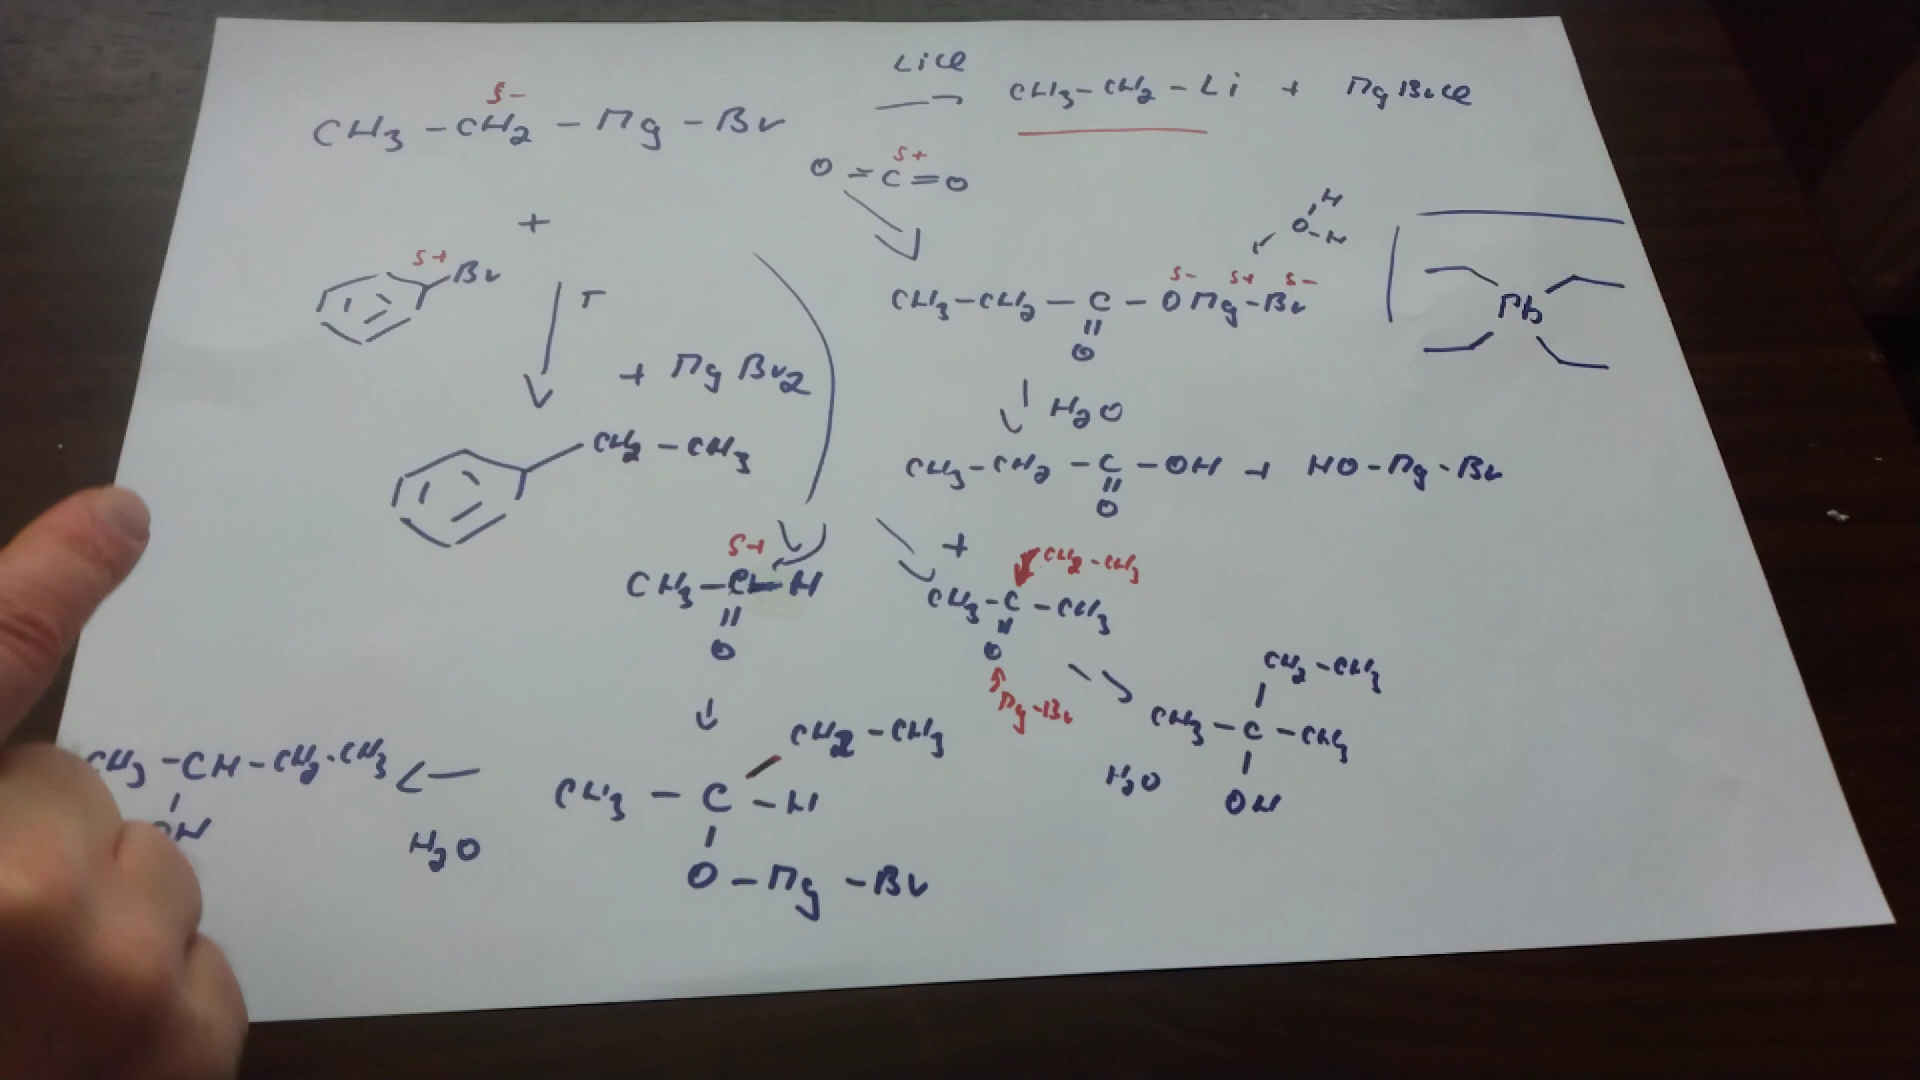 LiCl
δ-
CH3-CH2-Mg-Br
CH3-CH2-Li + MgBrCl
δ+
O=C=O
+
δ+
Br
T
+ MgBr2
CH2-CH3
H
O-H
δ- δ+ δ-
CH3-CH2-C-OMg-Br
O
Pb
H2O
CH3-CH2-C-OH + HO-Mg-Br
O
δ+
CH3-C-H
O
+
CH2-CH3
CH3-C-CH3
O
Mg-Br
CH2-CH3
CH3-C-CH3
OH
H2O
CH2-CH3
CH3-C-H
O-Mg-Br
CH3-CH-CH2-CH3
OH
H2O